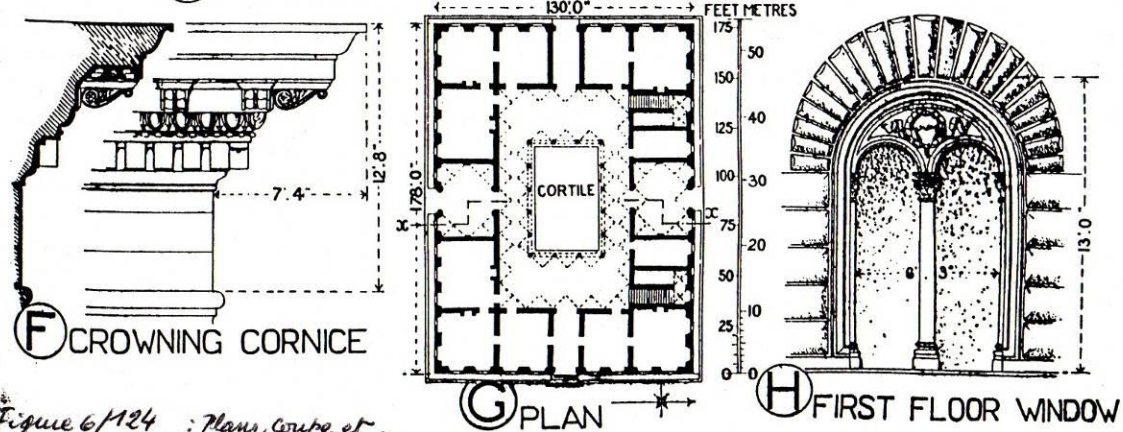 F CROWNING CORNICE
7'.4"
12'.8
G PLAN
130'.0"
178'.0"
CORTILE
x
x
FEET METRES
175
150
125
100
75
50
25
0
50
40
30
20
10
0
H FIRST FLOOR WINDOW
6'. 3"
13'.0
Figure 6/124 : Plans, coupe et